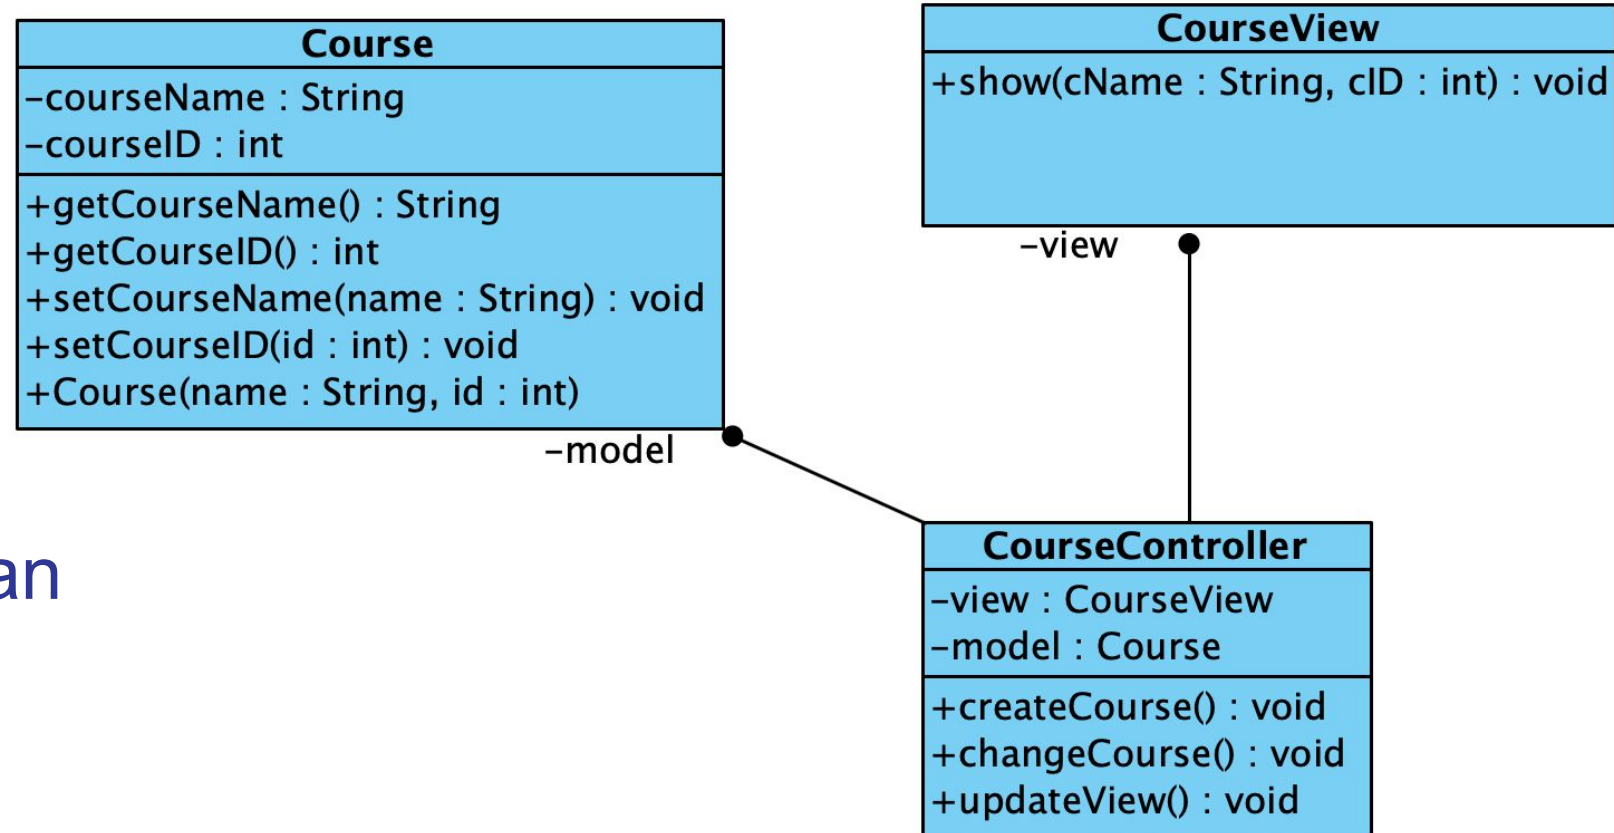 Course
-courseName : String
-courseID : int
+getCourseName() : String
+getCourseID() : int
+setCourseName(name : String) : void
+setCourseID(id : int) : void
+Course(name : String, id : int)
-model
CourseView
+show(cName : String, cID : int) : void
-view
CourseController
-view : CourseView
-model : Course
+createCourse() : void
+changeCourse() : void
+updateView() : void
an